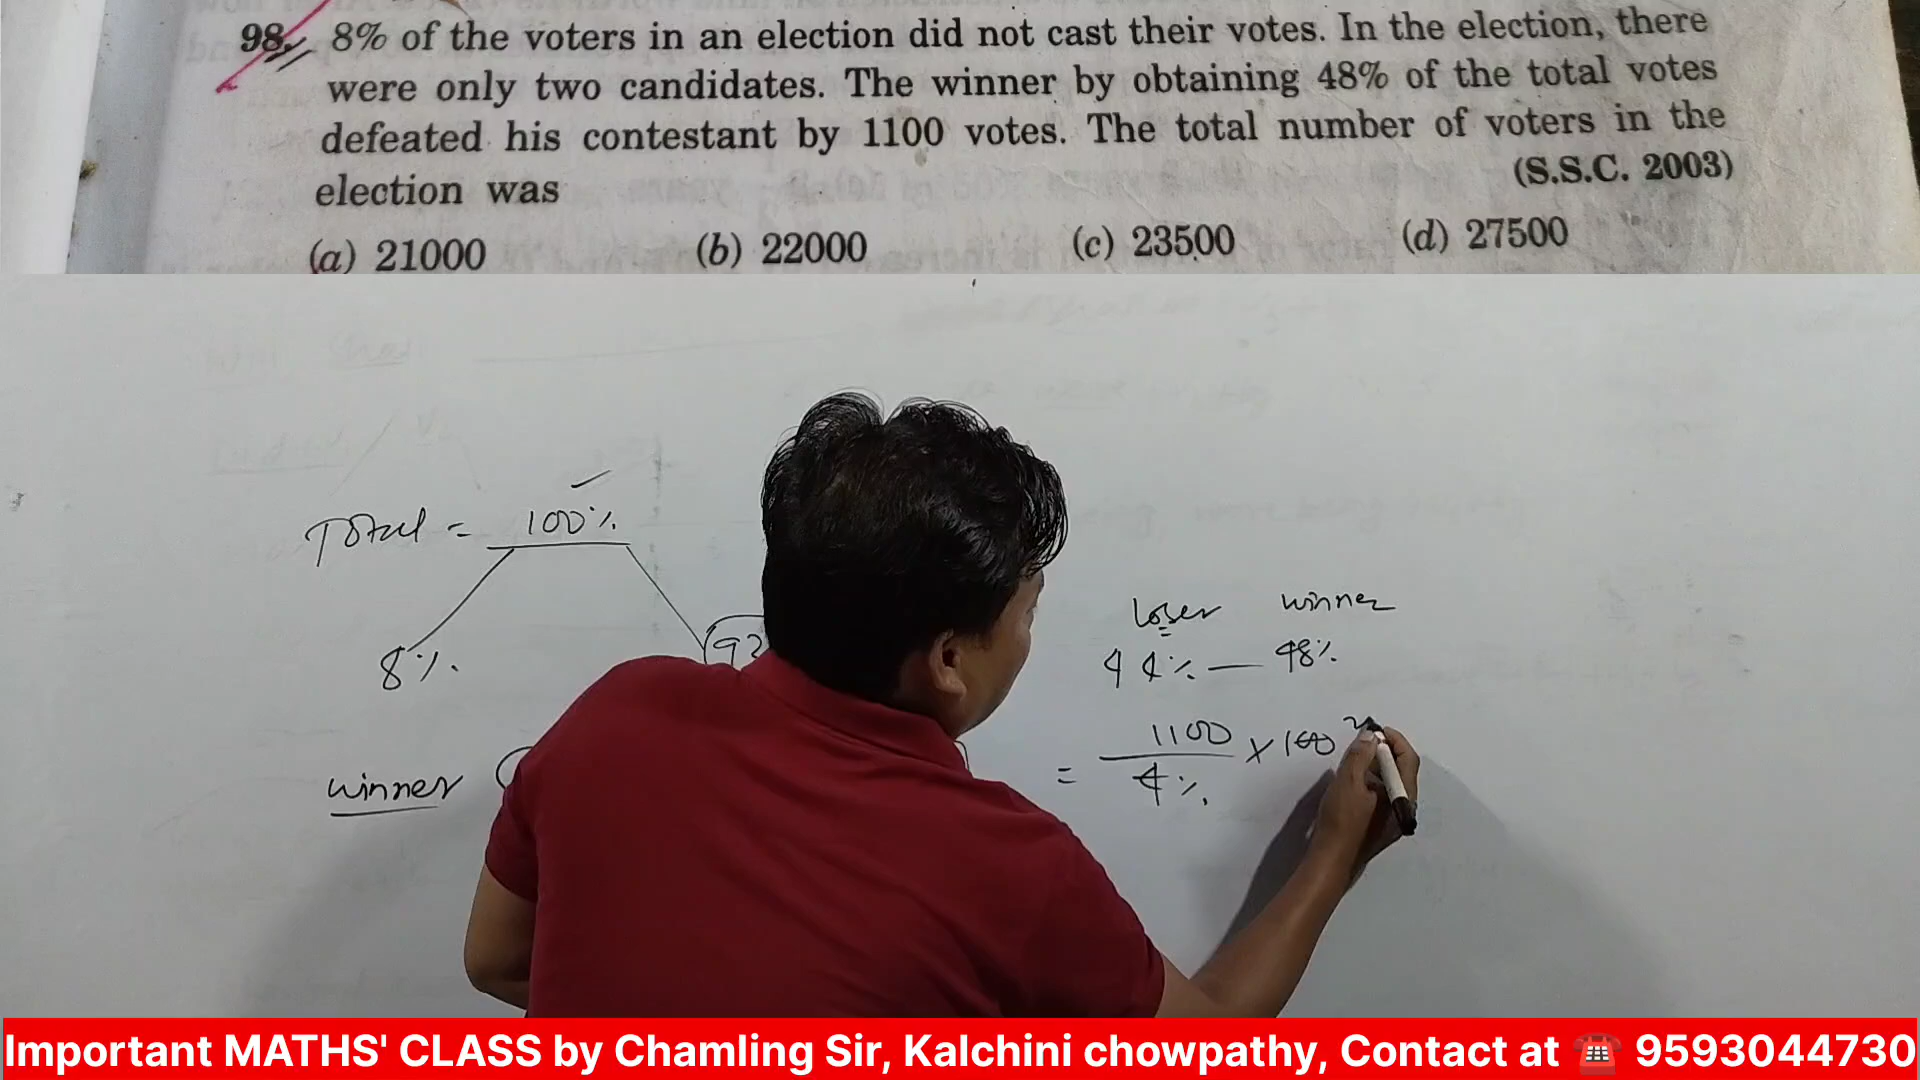 98. 8% of the voters in an election did not cast their votes. In the election, there
were only two candidates. The winner by obtaining 48% of the total votes
defeated his contestant by 1100 votes. The total number of voters in the
election was (S.S.C. 2003)
(a) 21000 (b) 22000 (c) 23500 (d) 27500
Total = 100%
8% 92
winner
loser winner
44% — 48%
= 1100/4% × 100
Important MATHS' CLASS by Chamling Sir, Kalchini chowpathy, Contact at ☎ 9593044730